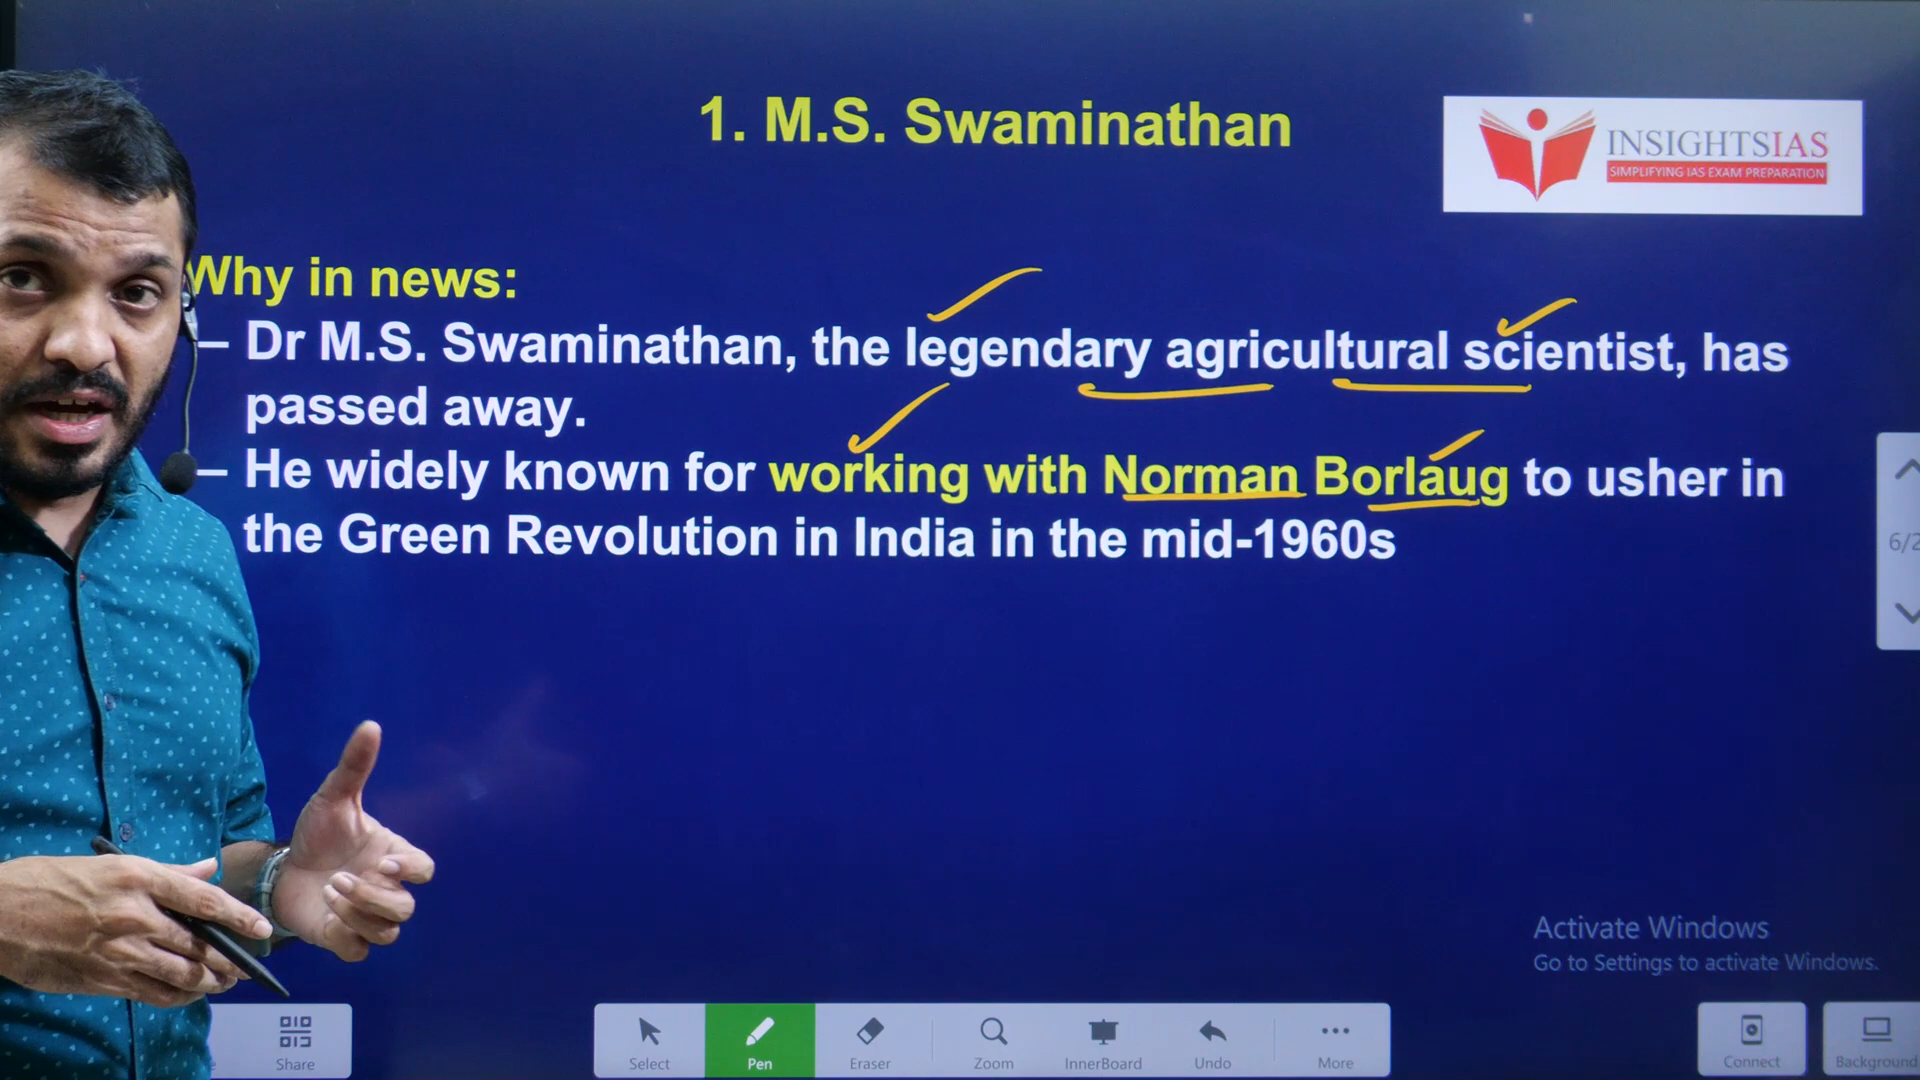 1. M.S. Swaminathan
INSIGHTSIAS
SIMPLIFYING IAS EXAM PREPARATION
Why in news:
– Dr M.S. Swaminathan, the legendary agricultural scientist, has
passed away.
– He widely known for working with Norman Borlaug to usher in
the Green Revolution in India in the mid-1960s
6/2
Activate Windows
Go to Settings to activate Windows.
Share
Select
Pen
Eraser
Zoom
InnerBoard
Undo
More
Connect
Background